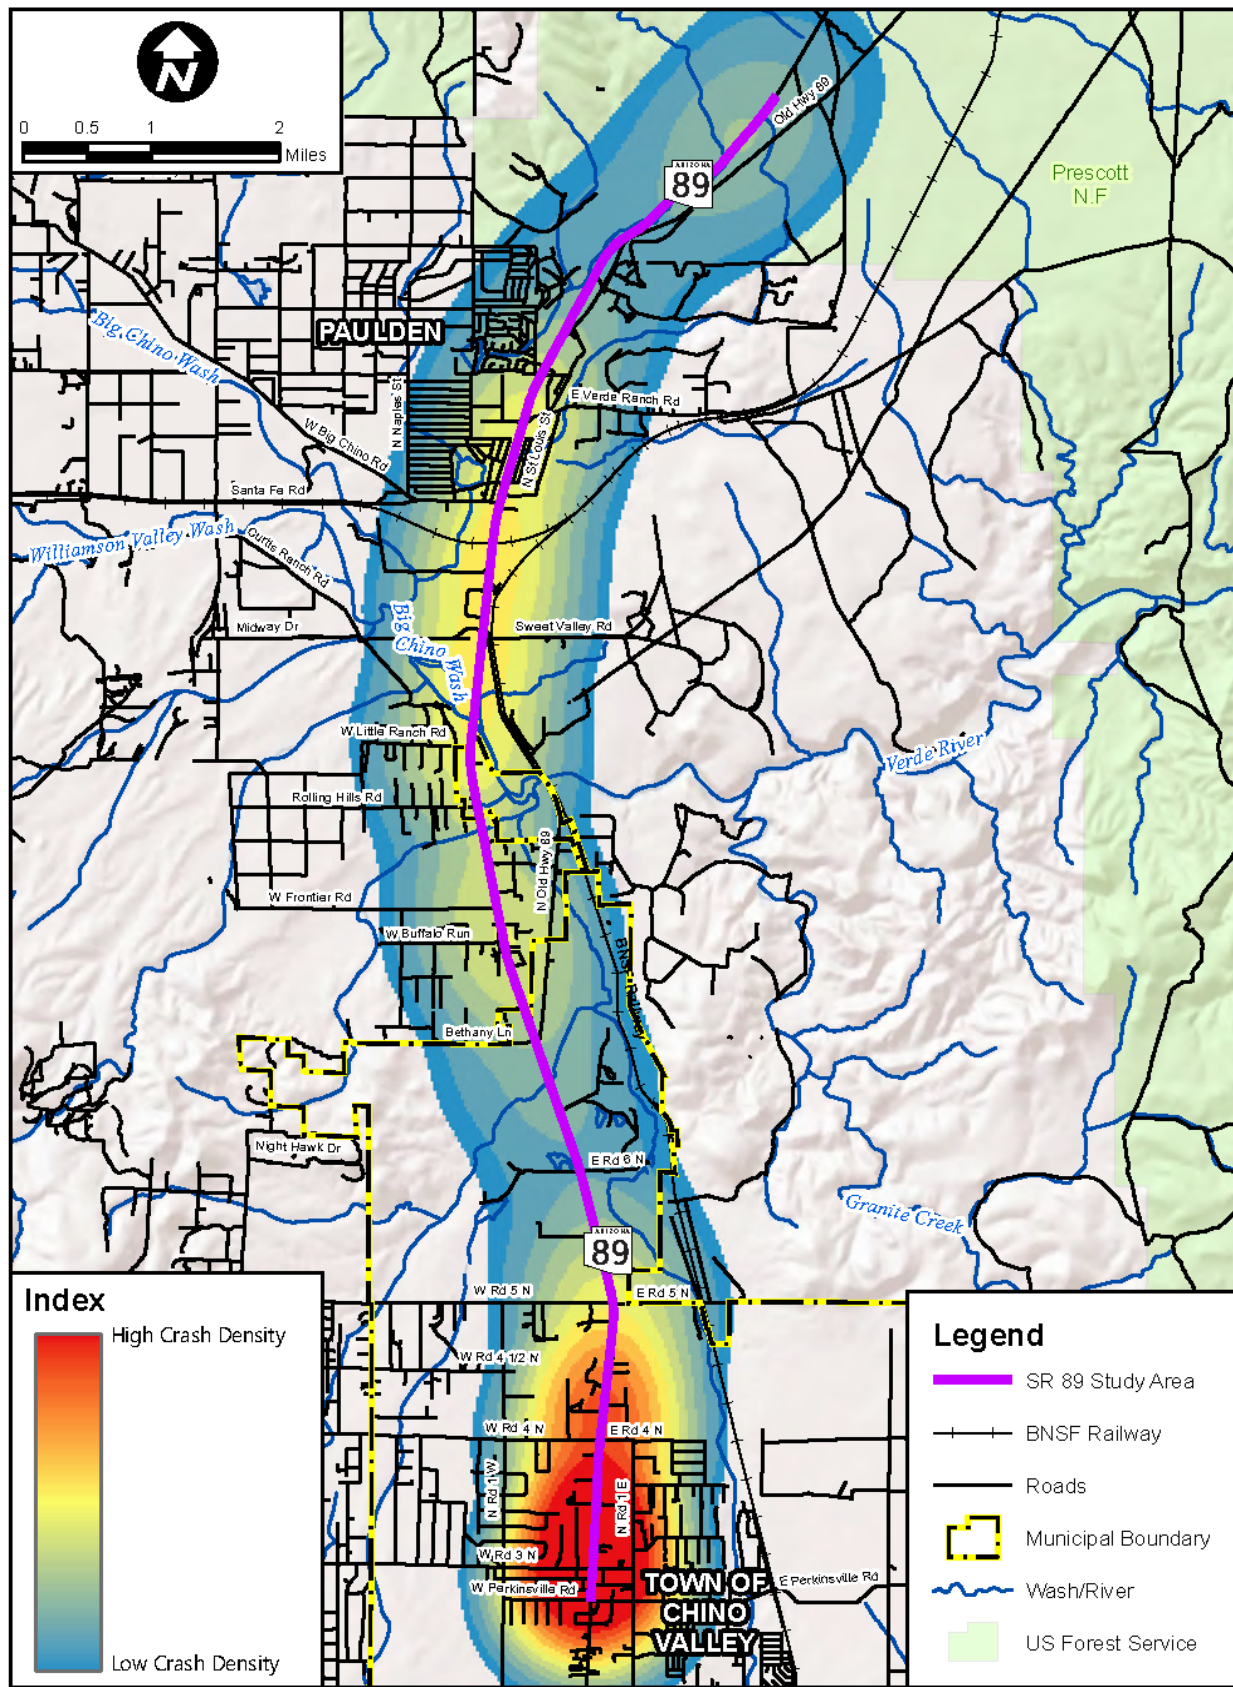 N
0 0.5 1 2
Miles
Old Hwy 89
ARIZONA
89
Prescott
N.F
PAULDEN
Big Chino Wash
N Naples St
E Verde Ranch Rd
W Big Chino Rd
N St Louis St
Santa Fe Rd
Williamson Valley Wash
Curtis Ranch Rd
Midway Dr
Big
Chino
Wash
Sweet Valley Rd
W Little Ranch Rd
Verde River
Rolling Hills Rd
N Old Hwy 89
W Frontier Rd
W Buffalo Run
BNSF Railway
Bethany Ln
Night Hawk Dr
E Rd 6 N
Granite Creek
ARIZONA
89
W Rd 5 N
E Rd 5 N
W Rd 4 1/2 N
W Rd 4 N
E Rd 4 N
N Rd 1 W
N Rd 1 E
W Rd 3 N
W Perkinsville Rd
E Perkinsville Rd
TOWN OF
CHINO
VALLEY
Index
High Crash Density
Low Crash Density
Legend
SR 89 Study Area
BNSF Railway
Roads
Municipal Boundary
Wash/River
US Forest Service